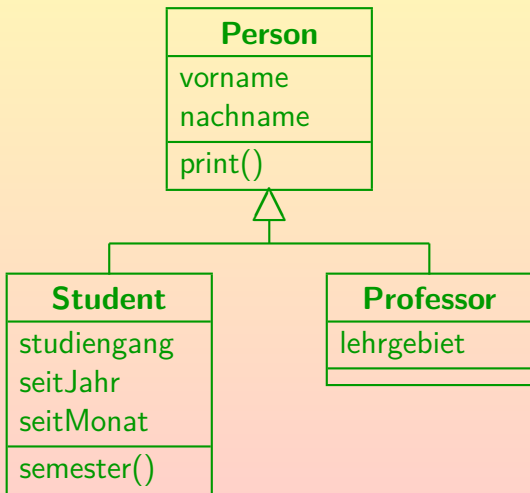 Person
vorname
nachname
print()
Student
studiengang
seitJahr
seitMonat
semester()
Professor
lehrgebiet